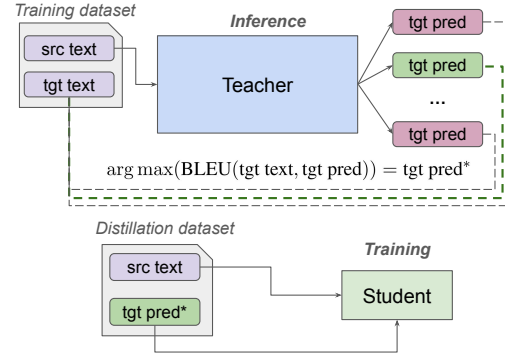 Training dataset
Inference
src text
tgt text
Teacher
tgt pred
tgt pred
...
tgt pred
arg max(BLEU(tgt text, tgt pred)) = tgt pred*
Distillation dataset
Training
src text
tgt pred*
Student